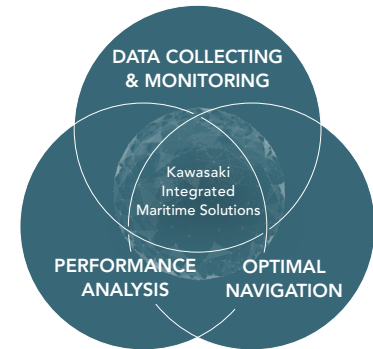 DATA COLLECTING
& MONITORING
Kawasaki
Integrated
Maritime Solutions
PERFORMANCE
ANALYSIS
OPTIMAL
NAVIGATION